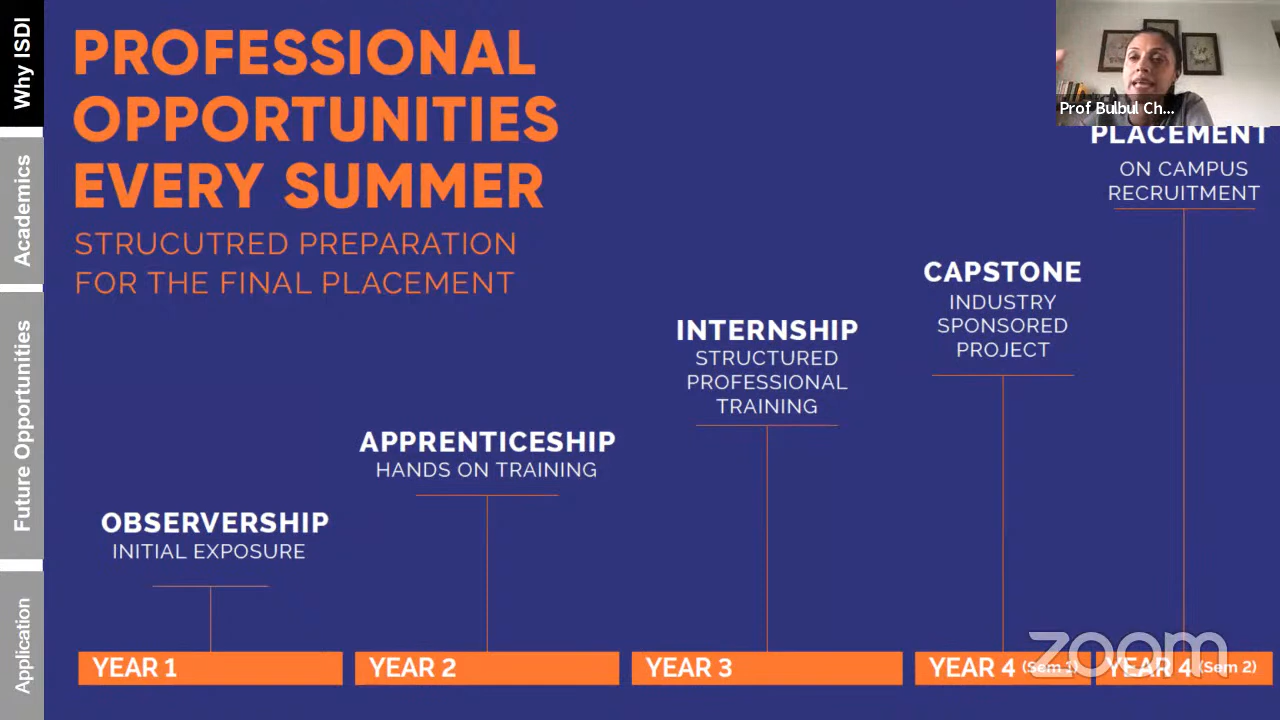 Why ISDI
Academics
Future Opportunities
Application
PROFESSIONAL
OPPORTUNITIES
EVERY SUMMER
STRUCUTRED PREPARATION
FOR THE FINAL PLACEMENT
Prof Bulbul Ch...
PLACEMENT
ON CAMPUS
RECRUITMENT
CAPSTONE
INDUSTRY
SPONSORED
PROJECT
INTERNSHIP
STRUCTURED
PROFESSIONAL
TRAINING
APPRENTICESHIP
HANDS ON TRAINING
OBSERVERSHIP
INITIAL EXPOSURE
YEAR 1
YEAR 2
YEAR 3
YEAR 4 (Sem 1)
YEAR 4 (Sem 2)
zoom